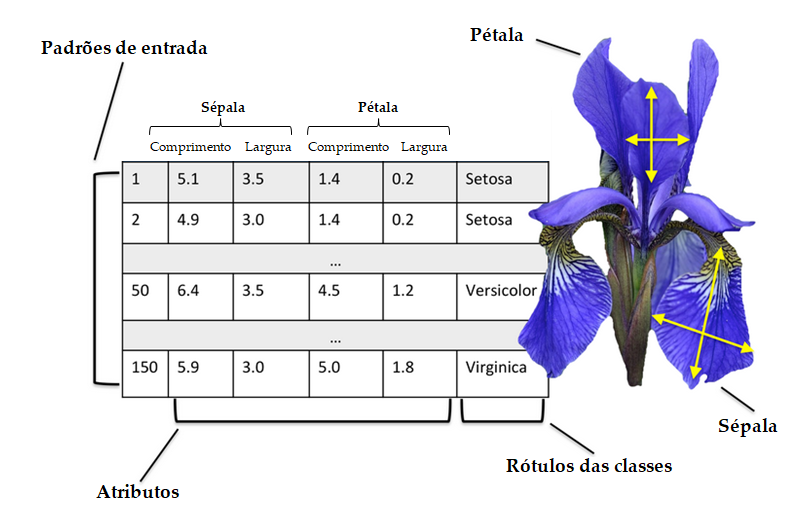 Pétala
Padrões de entrada
Sépala Pétala
Comprimento Largura Comprimento Largura
1 5.1 3.5 1.4 0.2 Setosa
2 4.9 3.0 1.4 0.2 Setosa
...
50 6.4 3.5 4.5 1.2 Versicolor
...
150 5.9 3.0 5.0 1.8 Virginica
Sépala
Rótulos das classes
Atributos